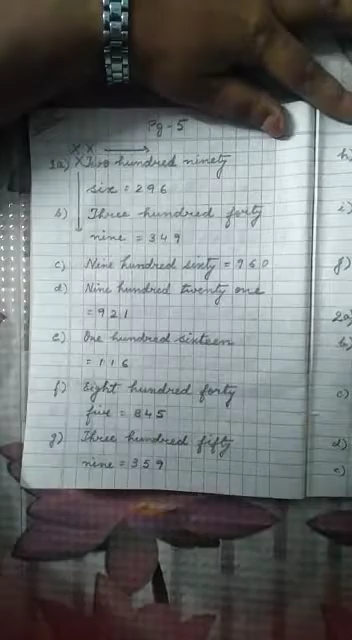 Pg-5
X X →
1a) X Two hundred ninety
six = 296
b) Three hundred forty
nine = 349
c) Nine hundred sixty = 960
d) Nine hundred twenty one
= 921
e) One hundred sixteen
= 116
f) Eight hundred forty
five = 845
g) Three hundred fifty
nine = 359
h)
i)
j)
2a)
b)
c)
d)
e)